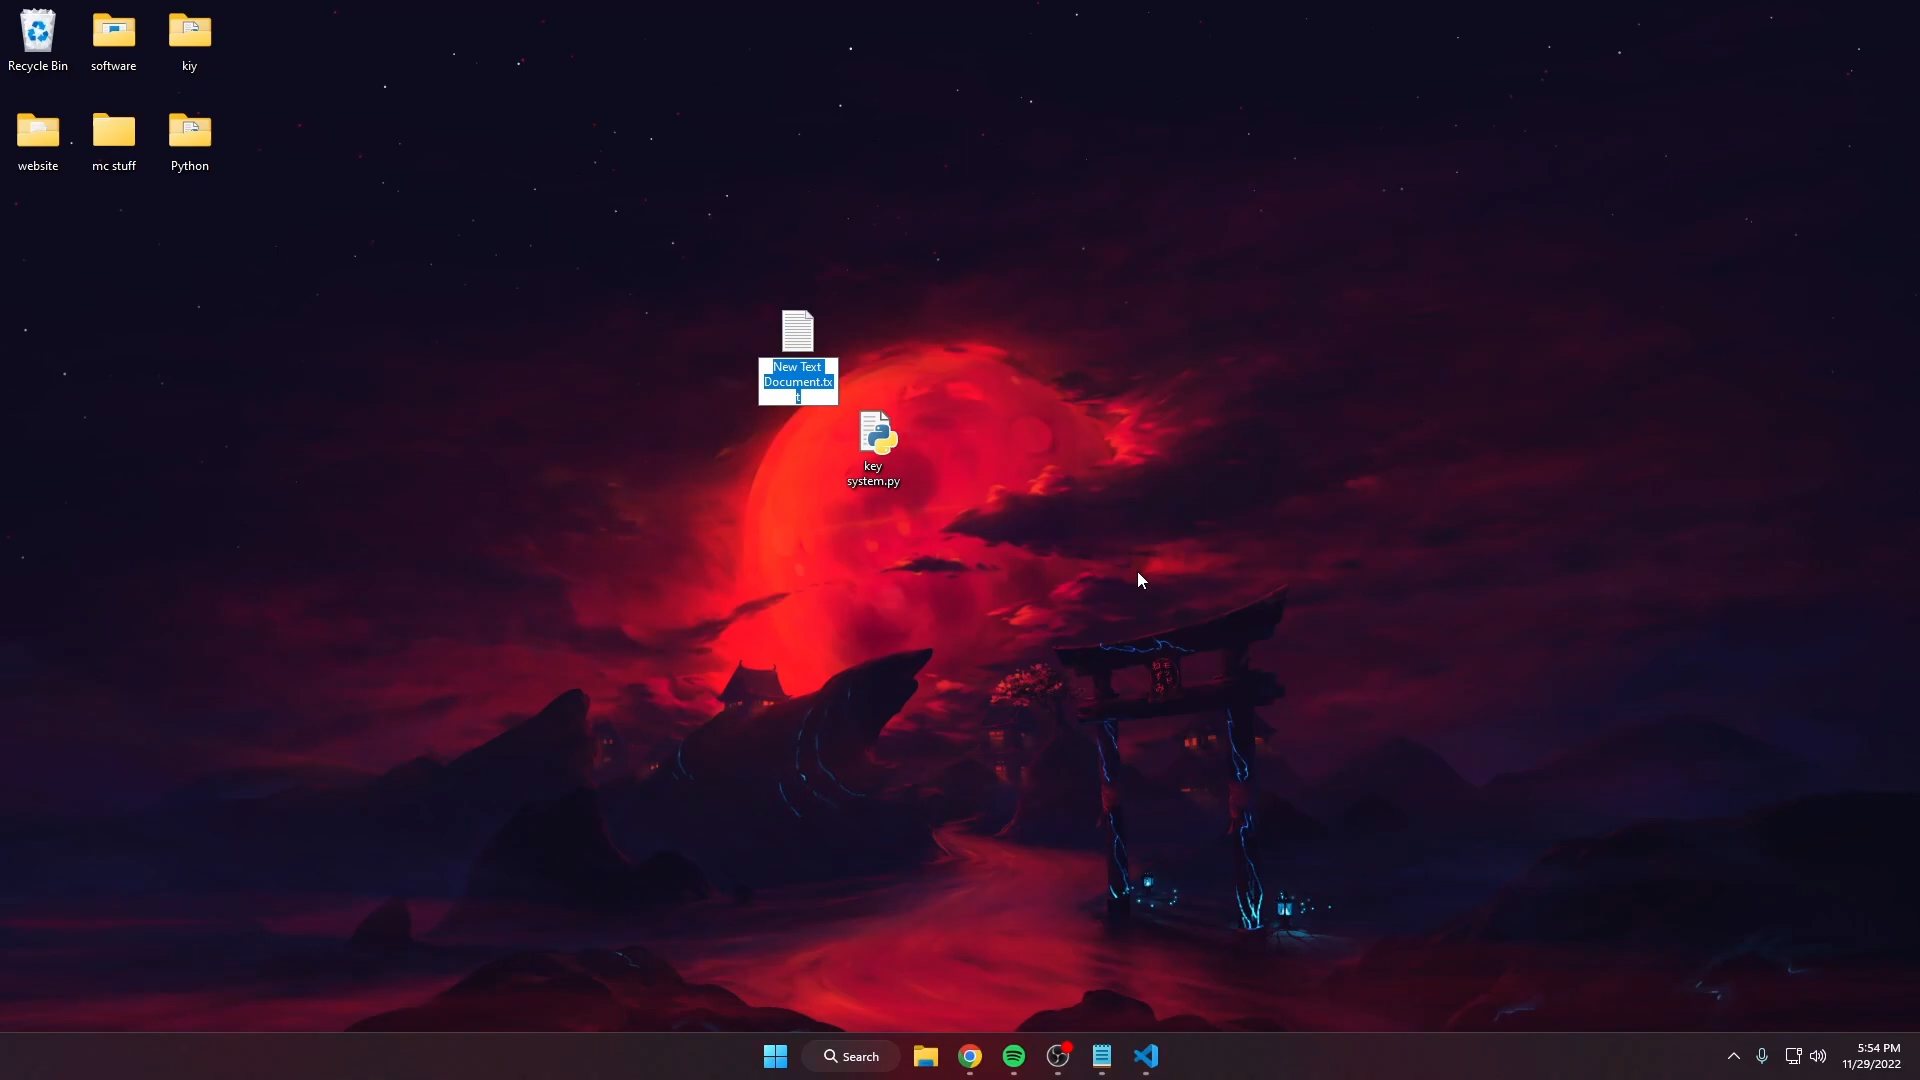 Recycle Bin
software
kiy
website
mc stuff
Python
New Text
Document.tx
t
key
system.py
Search
5:54 PM
11/29/2022